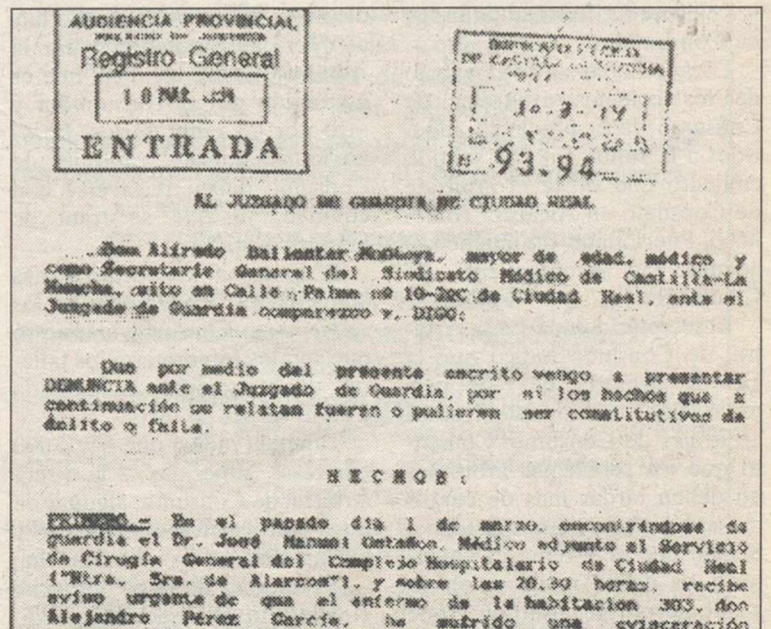 AUDIENCIA PROVINCIAL
Registro General
10 MAR.
ENTRADA
DE CASTILLA-LA MANCHA
93.94
AL JUZGADO DE GUARDIA DE CIUDAD REAL
Don Alfredo Ballester Montoya, mayor de edad, médico y
como Secretario General del Sindicato Médico de Castilla-La
Mancha, sito en Calle Palma nº 10-2ºC de Ciudad Real, ante el
Juzgado de Guardia comparezco y, DIGO:
Que por medio del presente escrito vengo a presentar
DENUNCIA ante el Juzgado de Guardia, por si los hechos que a
continuación se relatan fueren o pudieren ser constitutivos de
delito o falta.
HECHOS:
PRIMERO.- En el pasado día 1 de marzo encontrándose de
guardia el Dr. José Manuel Médico adjunto al Servicio
de Cirugía General del Complejo Hospitalario de Ciudad Real
("Ntra. Sra. de Alarcos"), y sobre las 20.30 horas, recibe
aviso urgente de que el enfermo de la habitacion 303, don
Alejandro Pérez García, ha sufrido una evisceración